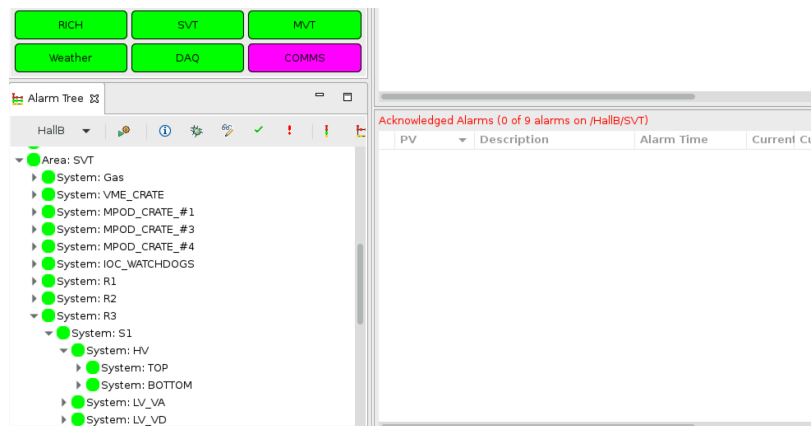 RICH SVT MVT
Weather DAQ COMMS
Alarm Tree
HallB
Area: SVT
System: Gas
System: VME_CRATE
System: MPOD_CRATE_#1
System: MPOD_CRATE_#3
System: MPOD_CRATE_#4
System: IOC_WATCHDOGS
System: R1
System: R2
System: R3
System: S1
System: HV
System: TOP
System: BOTTOM
System: LV_VA
System: LV_VD
Acknowledged Alarms (0 of 9 alarms on /HallB/SVT)
PV Description Alarm Time Current Cu